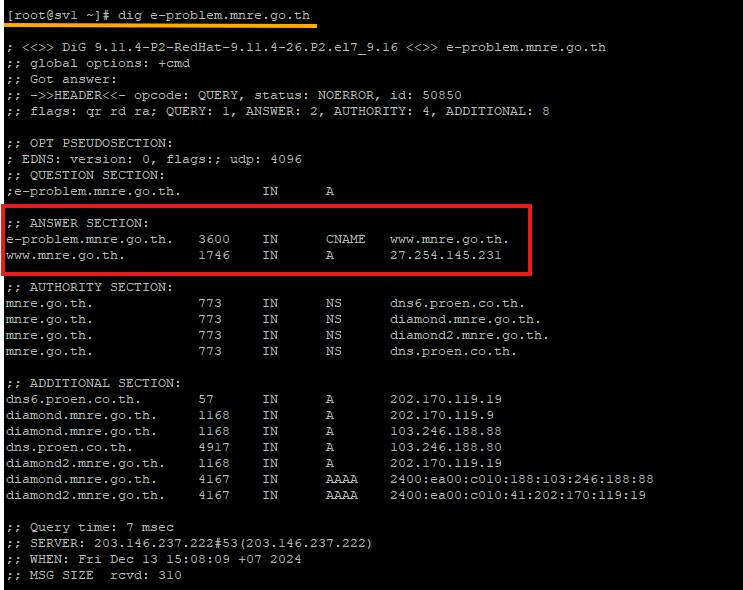 [root@sv1 ~]# dig e-problem.mnre.go.th
; <<>> DiG 9.11.4-P2-RedHat-9.11.4-26.P2.el7_9.16 <<>> e-problem.mnre.go.th
;; global options: +cmd
;; Got answer:
;; ->>HEADER<<- opcode: QUERY, status: NOERROR, id: 50850
;; flags: qr rd ra; QUERY: 1, ANSWER: 2, AUTHORITY: 4, ADDITIONAL: 8
;; OPT PSEUDOSECTION:
; EDNS: version: 0, flags:; udp: 4096
;; QUESTION SECTION:
;e-problem.mnre.go.th. IN A
;; ANSWER SECTION:
e-problem.mnre.go.th. 3600 IN CNAME www.mnre.go.th.
www.mnre.go.th. 1746 IN A 27.254.145.231
;; AUTHORITY SECTION:
mnre.go.th. 773 IN NS dns6.proen.co.th.
mnre.go.th. 773 IN NS diamond.mnre.go.th.
mnre.go.th. 773 IN NS diamond2.mnre.go.th.
mnre.go.th. 773 IN NS dns.proen.co.th.
;; ADDITIONAL SECTION:
dns6.proen.co.th. 57 IN A 202.170.119.19
diamond.mnre.go.th. 1168 IN A 202.170.119.9
diamond.mnre.go.th. 1168 IN A 103.246.188.88
dns.proen.co.th. 4917 IN A 103.246.188.80
diamond2.mnre.go.th. 1168 IN A 202.170.119.19
diamond.mnre.go.th. 4167 IN AAAA 2400:ea00:c010:188:103:246:188:88
diamond2.mnre.go.th. 4167 IN AAAA 2400:ea00:c010:41:202:170:119:19
;; Query time: 7 msec
;; SERVER: 203.146.237.222#53(203.146.237.222)
;; WHEN: Fri Dec 13 15:08:09 +07 2024
;; MSG SIZE rcvd: 310